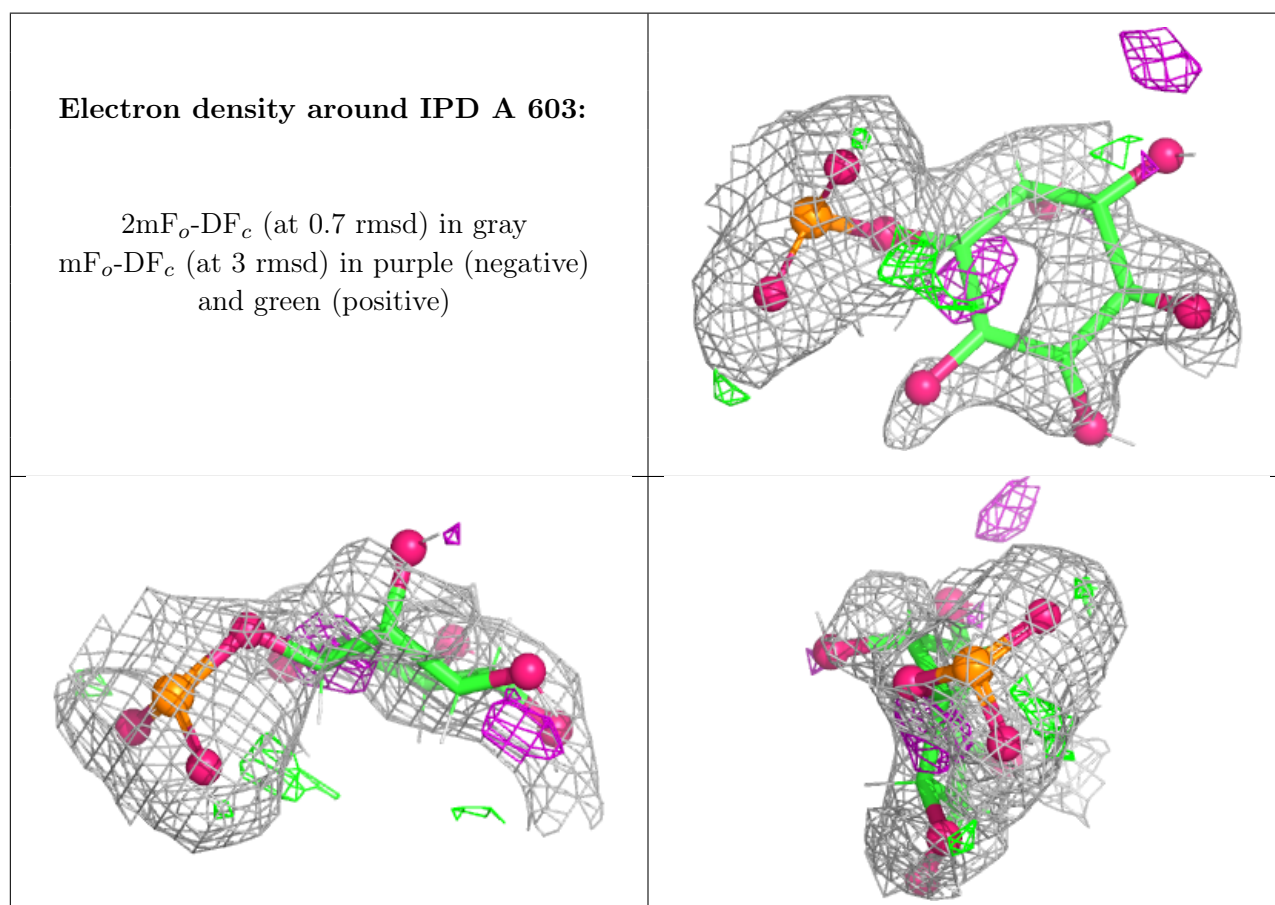 Electron density around IPD A 603:
2mFo-DFc (at 0.7 rmsd) in gray
mFo-DFc (at 3 rmsd) in purple (negative)
and green (positive)